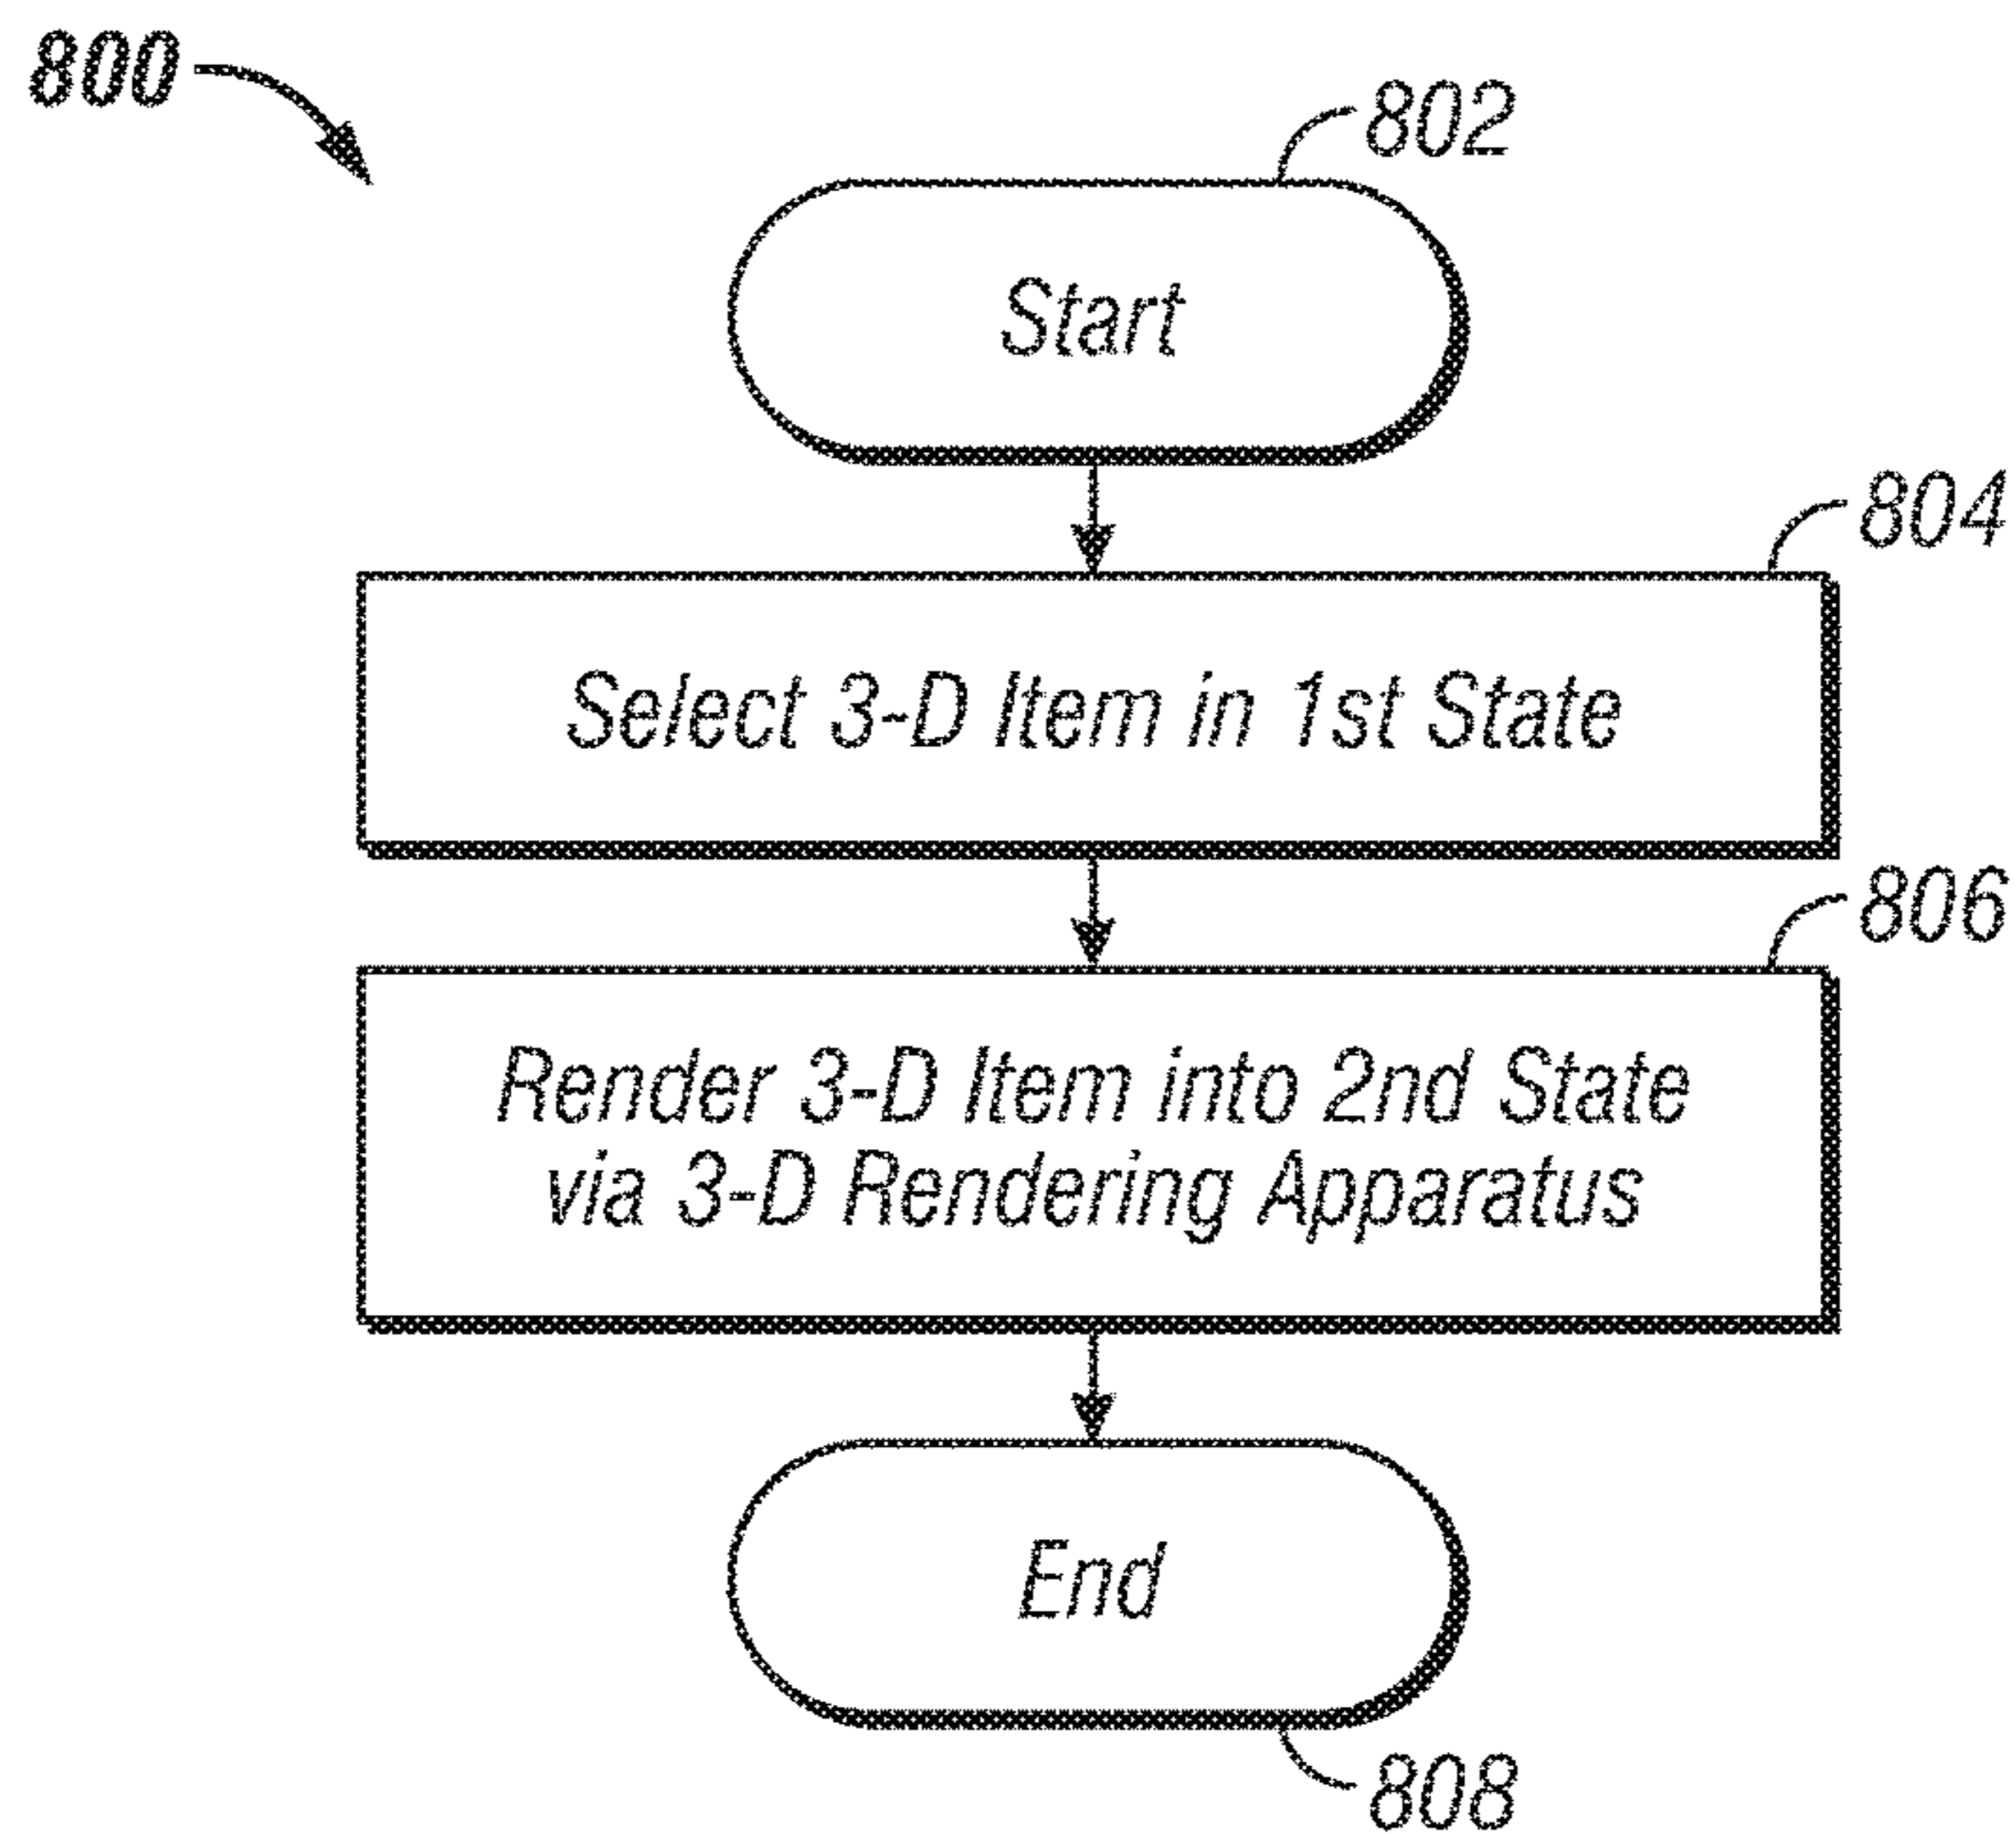 800
802
Start
804
Select 3-D Item in 1st State
806
Render 3-D Item into 2nd State
via 3-D Rendering Apparatus
End
808